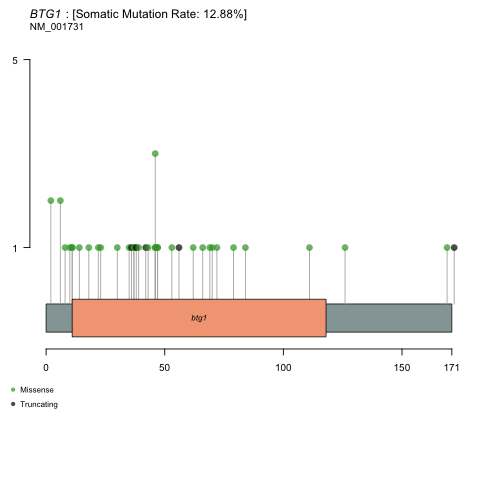 BTG1 : [Somatic Mutation Rate: 12.88%]
NM_001731
5
1
btg1
0 50 100 150 171
Missense
Truncating